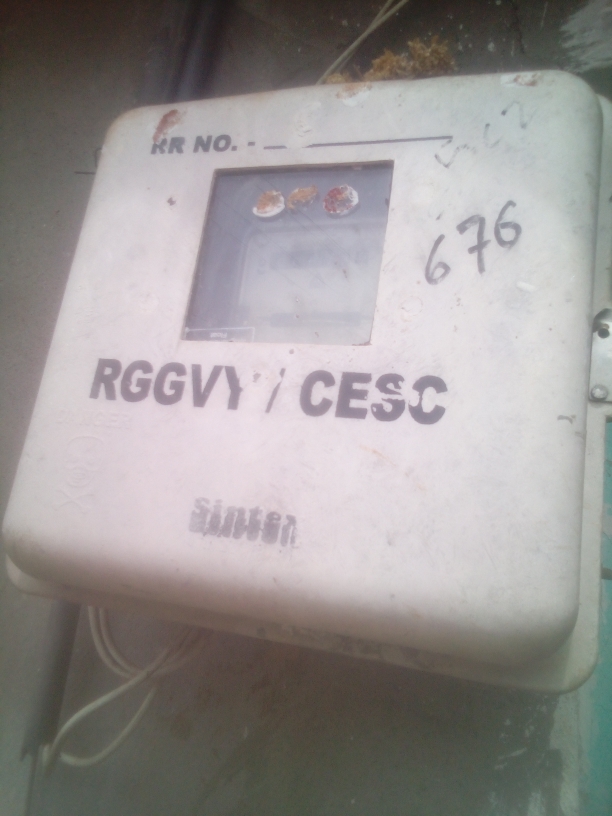 RR NO. -
676
RGGVY / CESC
Sintex